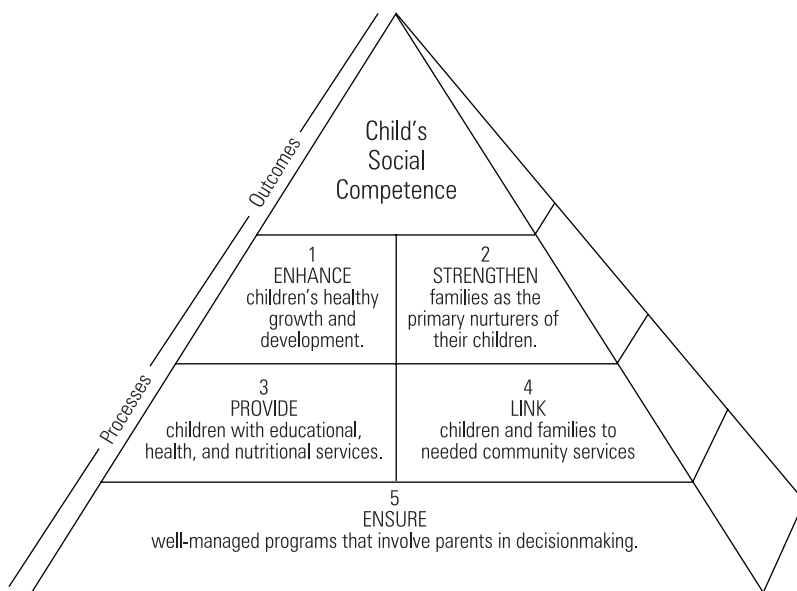 Outcomes
Processes
Child's
Social
Competence
1
ENHANCE
children's healthy
growth and
development.
2
STRENGTHEN
families as the
primary nurturers of
their children.
3
PROVIDE
children with educational,
health, and nutritional services.
4
LINK
children and families to
needed community services
5
ENSURE
well-managed programs that involve parents in decisionmaking.